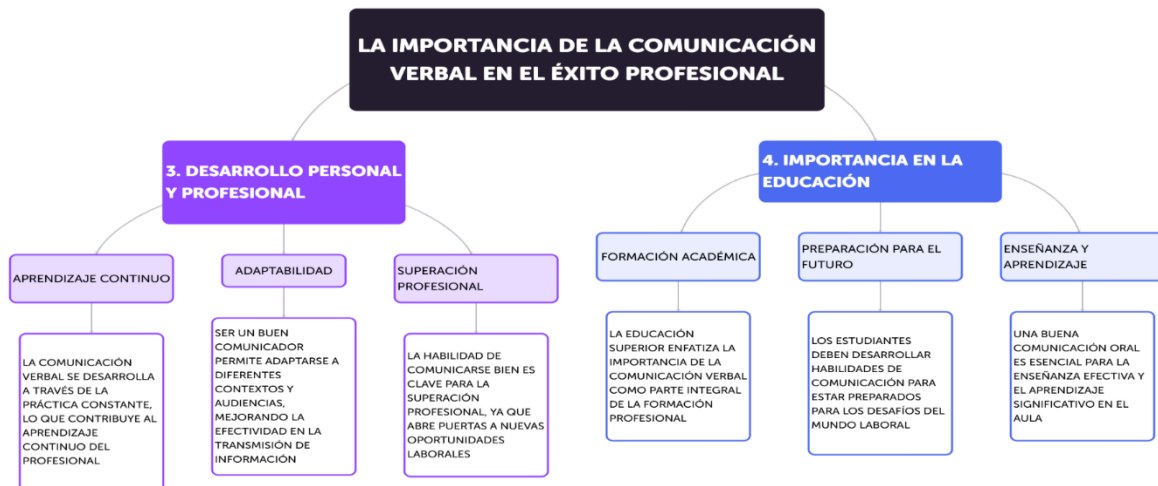 LA IMPORTANCIA DE LA COMUNICACIÓN
VERBAL EN EL ÉXITO PROFESIONAL
3. DESARROLLO PERSONAL
Y PROFESIONAL
APRENDIZAJE CONTINUO
LA COMUNICACIÓN
VERBAL SE DESARROLLA
A TRAVÉS DE LA
PRÁCTICA CONSTANTE,
LO QUE CONTRIBUYE AL
APRENDIZAJE
CONTINUO DEL
PROFESIONAL
ADAPTABILIDAD
SER UN BUEN
COMUNICADOR
PERMITE ADAPTARSE A
DIFERENTES
CONTEXTOS Y
AUDIENCIAS,
MEJORANDO LA
EFECTIVIDAD EN LA
TRANSMISIÓN DE
INFORMACIÓN
SUPERACIÓN
PROFESIONAL
LA HABILIDAD DE
COMUNICARSE BIEN ES
CLAVE PARA LA
SUPERACIÓN
PROFESIONAL, YA QUE
ABRE PUERTAS A NUEVAS
OPORTUNIDADES
LABORALES
4. IMPORTANCIA EN LA
EDUCACIÓN
FORMACIÓN ACADÉMICA
LA EDUCACIÓN
SUPERIOR ENFATIZA LA
IMPORTANCIA DE LA
COMUNICACIÓN VERBAL
COMO PARTE INTEGRAL
DE LA FORMACIÓN
PROFESIONAL
PREPARACIÓN PARA EL
FUTURO
LOS ESTUDIANTES
DEBEN DESARROLLAR
HABILIDADES DE
COMUNICACIÓN PARA
ESTAR PREPARADOS
PARA LOS DESAFÍOS DEL
MUNDO LABORAL
ENSEÑANZA Y
APRENDIZAJE
UNA BUENA
COMUNICACIÓN ORAL
ES ESENCIAL PARA LA
ENSEÑANZA EFECTIVA Y
EL APRENDIZAJE
SIGNIFICATIVO EN EL
AULA